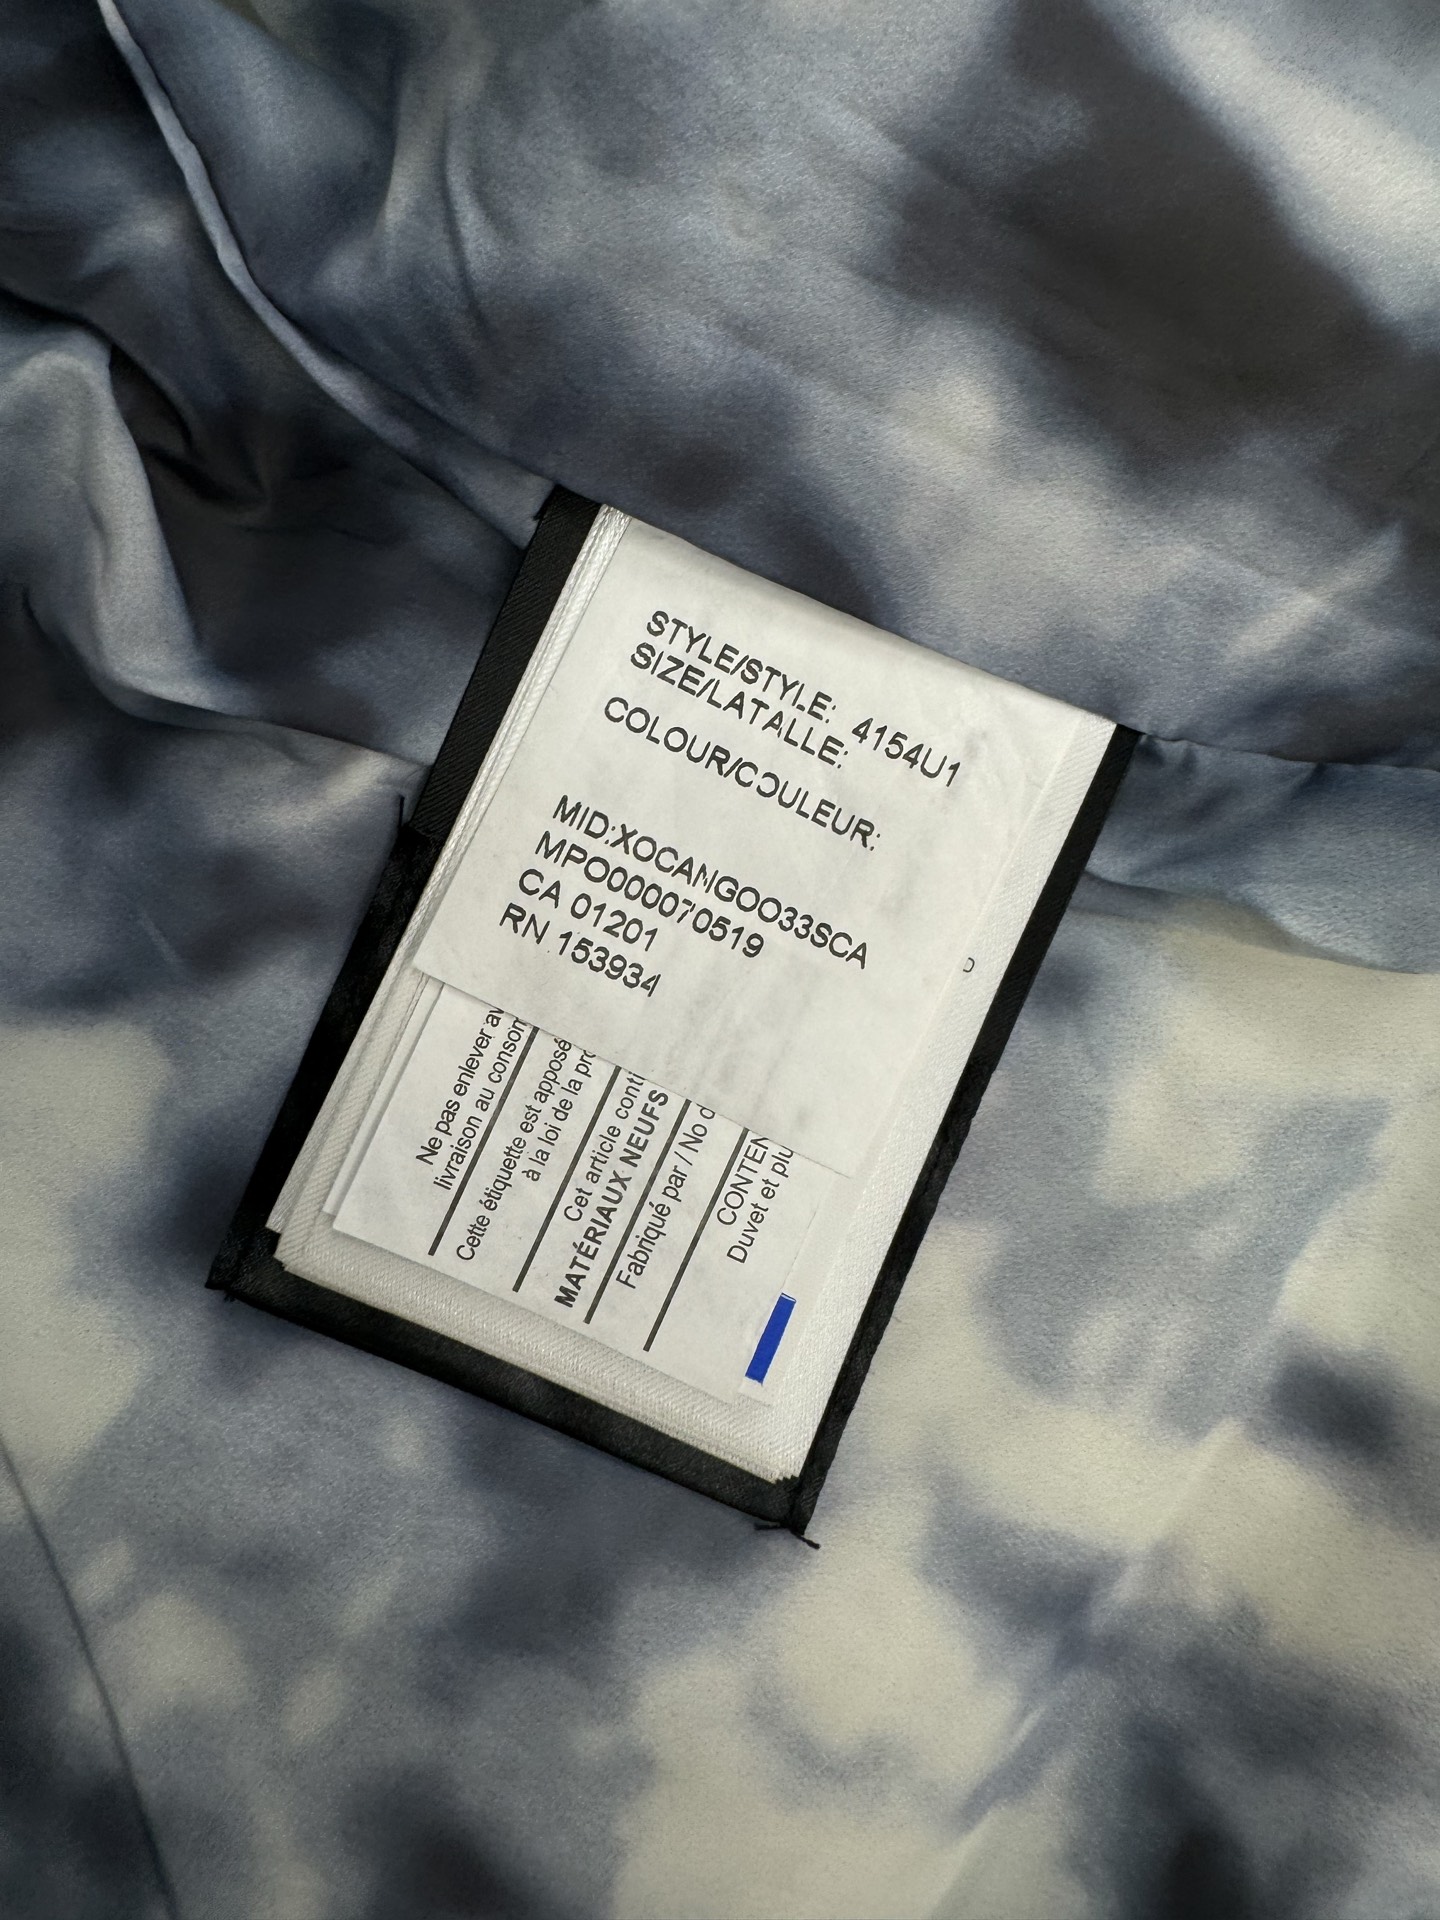 STYLE/STYLE: 4154U1
SIZE/LATALLE:
COLOUR/COULEUR:
MID:XOCANGOO33SCA
MPO000070519
CA 01201
RN 153934
Ne pas enlever av
livraison au consom
Cette étiquette est apposé
à la loi de la pro
Cet article conti
MATÉRIAUX NEUFS
Fabriqué par / No d
CONTEN
Duvet et plu